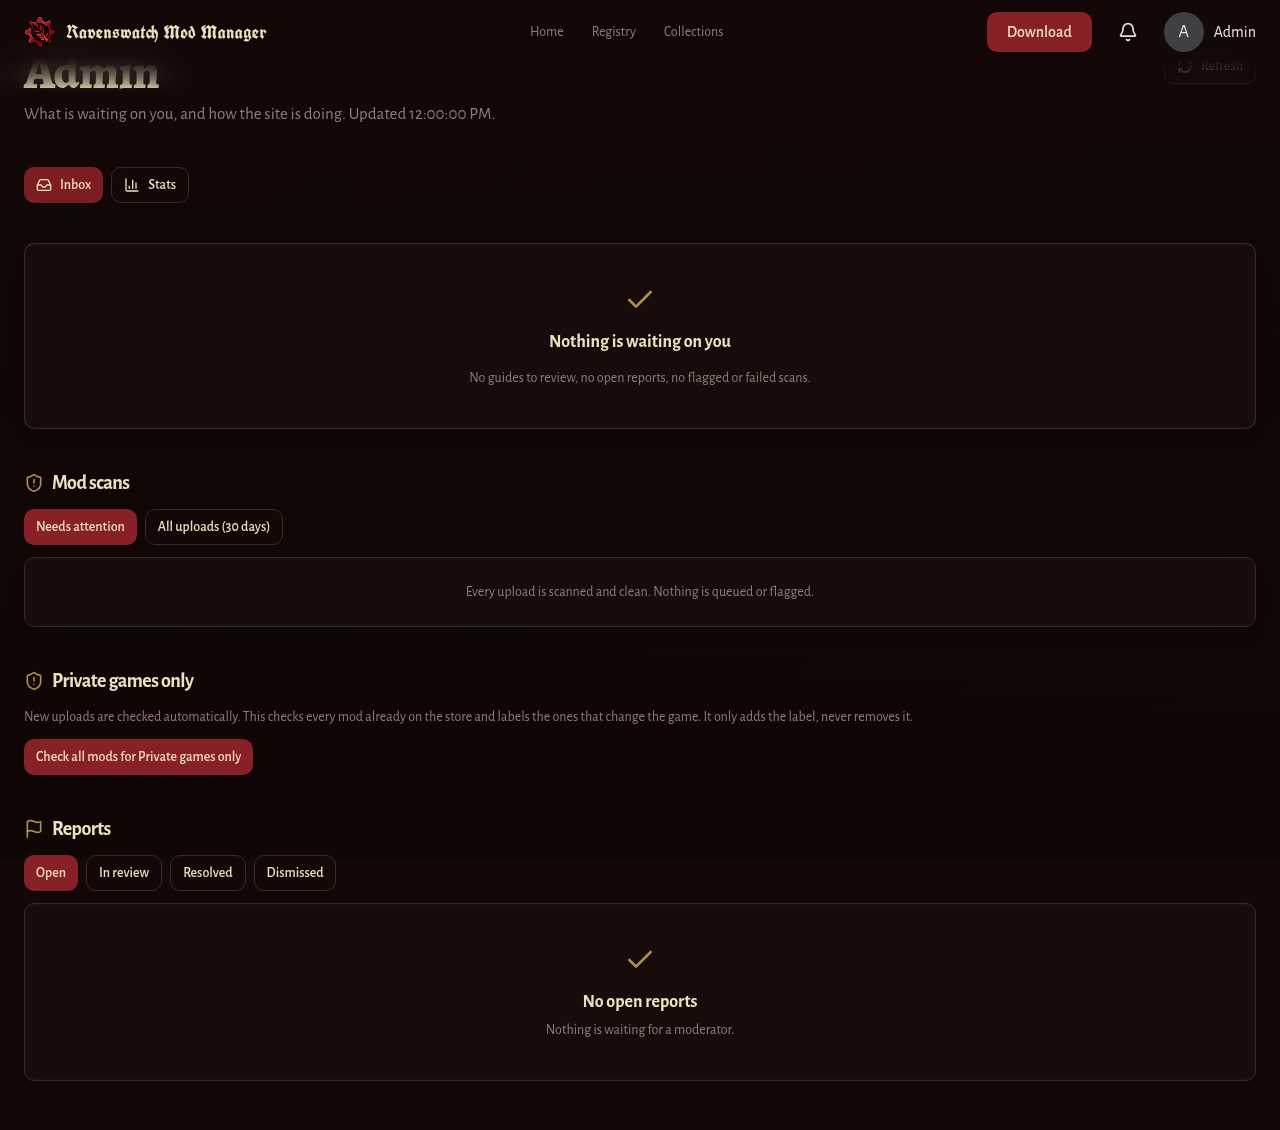 Ravenswatch Mod Manager
Home
Registry
Collections
Download
A
Admin
Admin
Refresh
What is waiting on you, and how the site is doing. Updated 12:00:00 PM.
Inbox
Stats
Nothing is waiting on you
No guides to review, no open reports, no flagged or failed scans.
Mod scans
Needs attention
All uploads (30 days)
Every upload is scanned and clean. Nothing is queued or flagged.
Private games only
New uploads are checked automatically. This checks every mod already on the store and labels the ones that change the game. It only adds the label, never removes it.
Check all mods for Private games only
Reports
Open
In review
Resolved
Dismissed
No open reports
Nothing is waiting for a moderator.